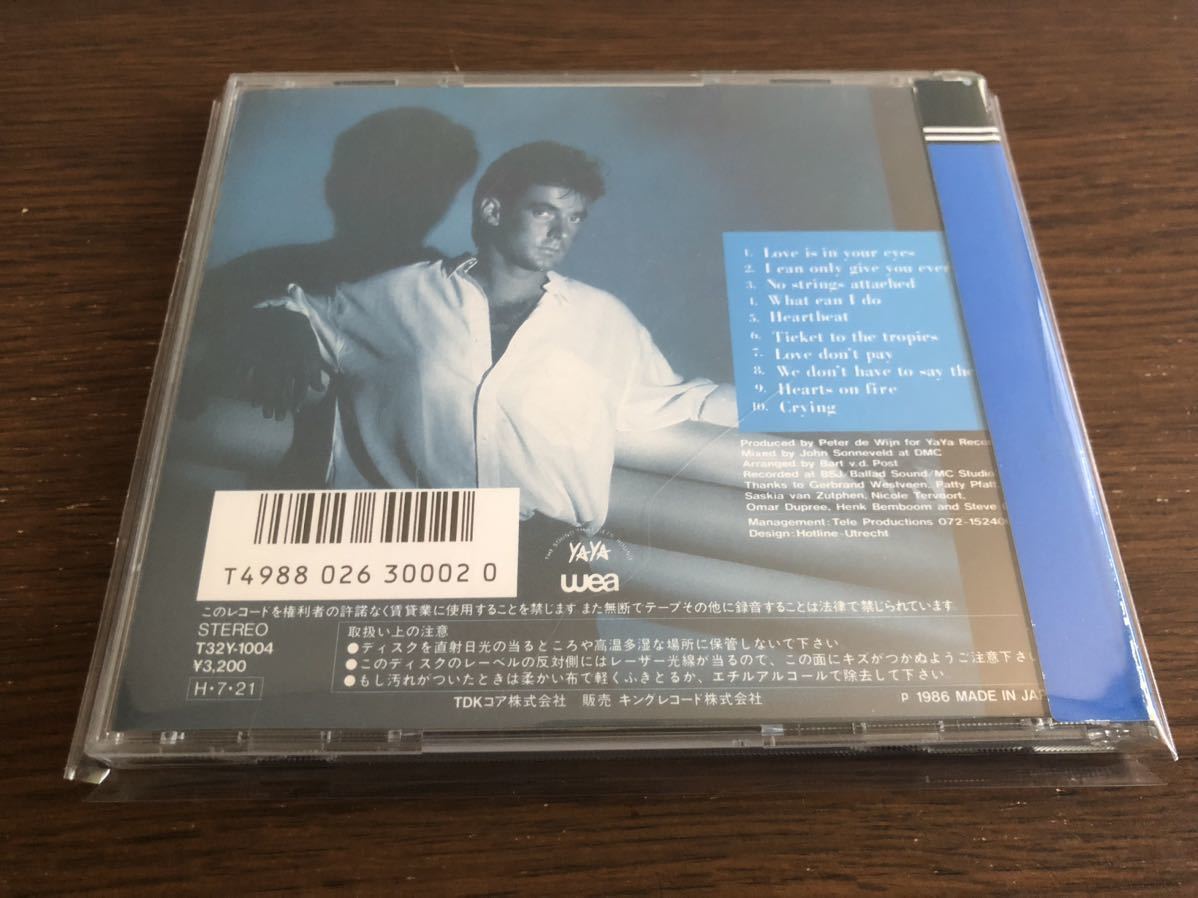 1. Love is in your eyes
2. I can only give you ever
3. No strings attached
4. What can I do
5. Heartbeat
6. Ticket to the tropics
7. Love don't pay
8. We don't have to say the
9. Hearts on fire
10. Crying
Produced by Peter de Wijn for YaYa Recor
Mixed by John Sonneveld at DMC
Arranged by Bart v.d. Post
Recorded at BSJ-Ballad Sound/MC Studio
Thanks to Gerbrand Westveen, Patty Pfaff
Saskia van Zutphen, Nicole Tervoort,
Omar Dupree, Henk Bemboom and Steve
Management: Tele Productions 072-15240
Design: Hotline-Utrecht
YAYA
wea
T4988 026 30002 0
このレコードを権利者の許諾なく賃貸業に使用することを禁じます。また無断でテープその他に録音することは法律で禁じられています。
STEREO
T32Y-1004
¥3,200
H・7・21
取扱い上の注意
●ディスクを直射日光の当るところや高温多湿な場所に保管しないで下さい
●このディスクのレーベルの反対側にはレーザー光線が当るので、この面にキズがつかぬようご注意下さい
●もし汚れがついたときは柔かい布で軽くふきとるか、エチルアルコールで除去して下さい。
TDKコア株式会社 販売 キングレコード株式会社
P 1986 MADE IN JAP